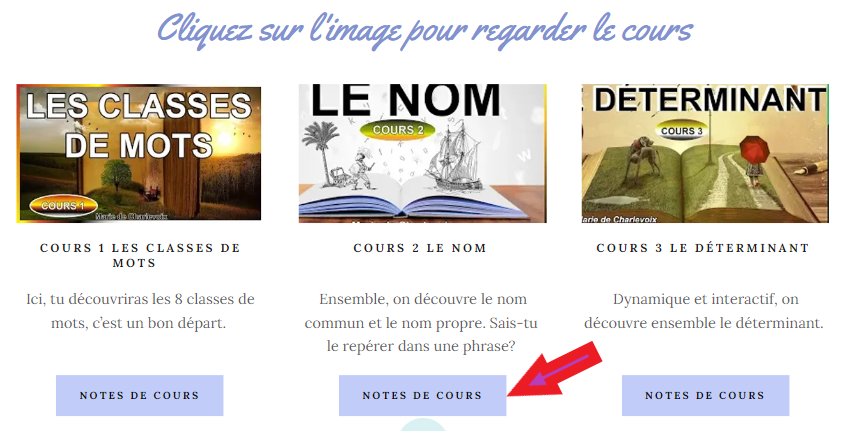 Cliquez sur l'image pour regarder le cours
LES CLASSES
DE MOTS
COURS 1
Marie de Charlevoix
LE NOM
COURS 2
DÉTERMINANT
COURS 3
Marie de Charlevoix
COURS 1 LES CLASSES DE
MOTS
COURS 2 LE NOM
COURS 3 LE DÉTERMINANT
Ici, tu découvriras les 8 classes de
mots, c'est un bon départ.
Ensemble, on découvre le nom
commun et le nom propre. Sais-tu
le repérer dans une phrase?
Dynamique et interactif, on
découvre ensemble le déterminant.
NOTES DE COURS
NOTES DE COURS
NOTES DE COURS